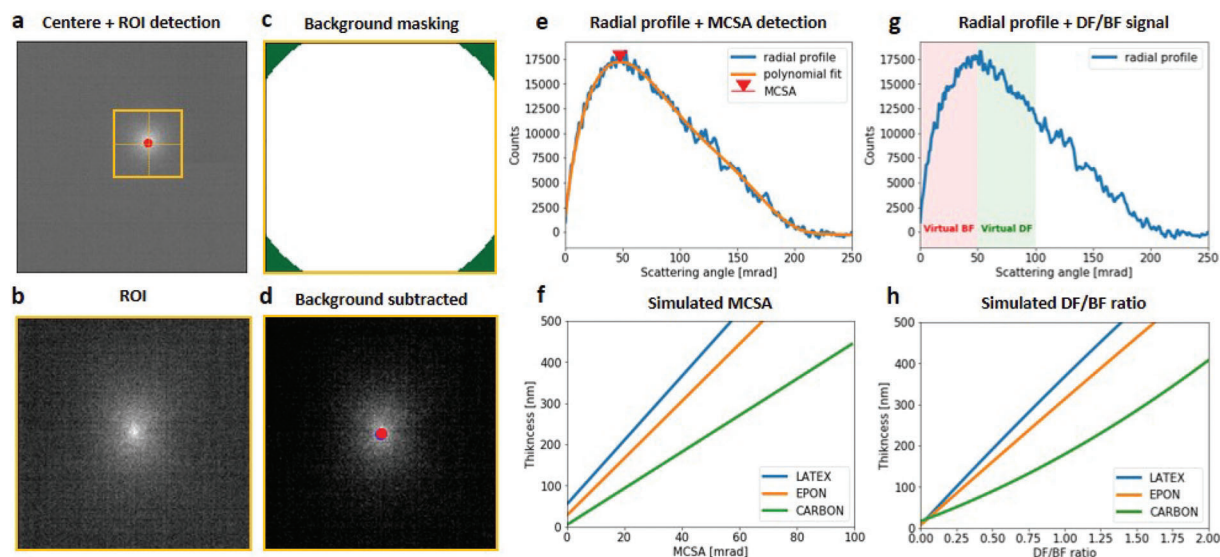 a Centere + ROI detection
c Background masking
e Radial profile + MCSA detection
g Radial profile + DF/BF signal
17500
15000
12500
10000
7500
5000
2500
0
Counts
radial profile
polynomial fit
MCSA
0 50 100 150 200 250
Scattering angle [mrad]
17500
15000
12500
10000
7500
5000
2500
0
Counts
radial profile
Virtual BF Virtual DF
0 50 100 150 200 250
Scattering angle [mrad]
b ROI
d Background subtracted
f Simulated MCSA
h Simulated DF/BF ratio
500
400
300
200
100
0
Thikncess [nm]
LATEX
EPON
CARBON
0 20 40 60 80 100
MCSA [mrad]
500
400
300
200
100
0
Thikncess [nm]
LATEX
EPON
CARBON
0.00 0.25 0.50 0.75 1.00 1.25 1.50 1.75 2.00
DF/BF ratio